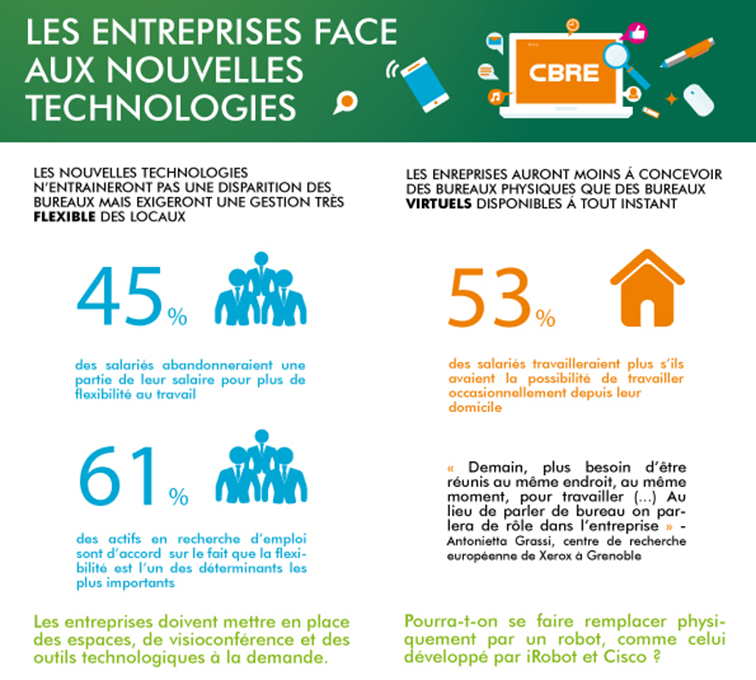 LES ENTREPRISES FACE
AUX NOUVELLES
TECHNOLOGIES
CBRE
LES NOUVELLES TECHNOLOGIES
N'ENTRAINERONT PAS UNE DISPARITION DES
BUREAUX MAIS EXIGERONT UNE GESTION TRÈS
FLEXIBLE DES LOCAUX
45 %
des salariés abandonneraient une
partie de leur salaire pour plus de
flexibilité au travail
61 %
des actifs en recherche d'emploi
sont d'accord sur le fait que la flexi-
bilité est l'un des déterminants les
plus importants
Les entreprises doivent mettre en place
des espaces, de visioconférence et des
outils technologiques à la demande.
LES ENREPRISES AURONT MOINS Á CONCEVOIR
DES BUREAUX PHYSIQUES QUE DES BUREAUX
VIRTUELS DISPONIBLES Á TOUT INSTANT
53 %
des salariés travailleraient plus s'ils
avaient la possibilité de travailler
occasionnellement depuis leur
domicile
« Demain, plus besoin d'être
réunis au même endroit, au même
moment, pour travailler (...) Au
lieu de parler de bureau on par-
lera de rôle dans l'entreprise » -
Antonietta Grassi, centre de recherche
européenne de Xerox à Grenoble
Pourra-t-on se faire remplacer physi-
quement par un robot, comme celui
développé par iRobot et Cisco ?